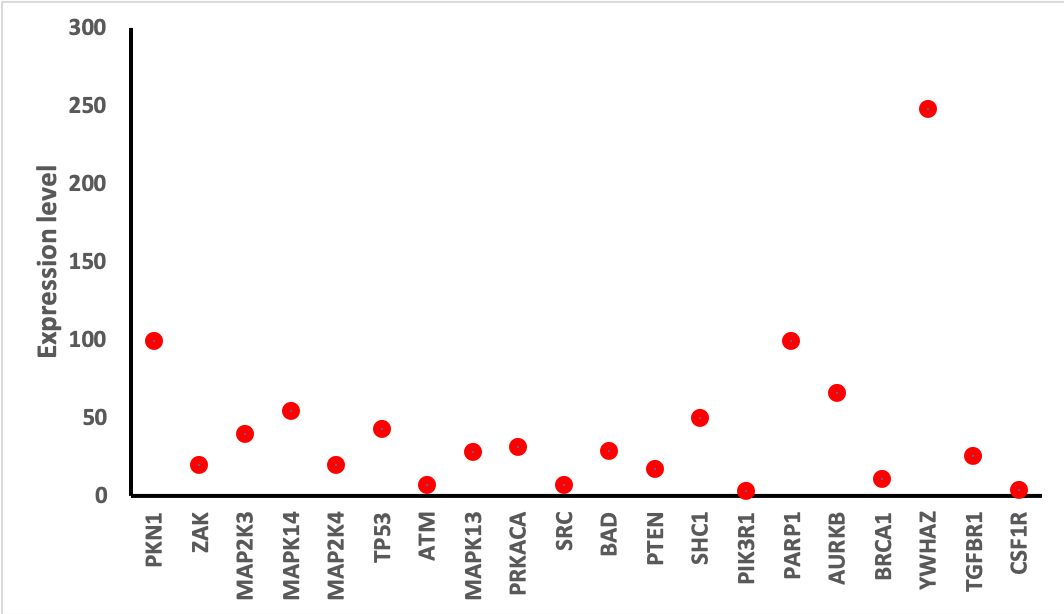 300
250
200
150
100
50
0
Expression level
PKN1
ZAK
MAP2K3
MAPK14
MAP2K4
TP53
ATM
MAPK13
PRKACA
SRC
BAD
PTEN
SHC1
PIK3R1
PARP1
AURKB
BRCA1
YWHAZ
TGFBR1
CSF1R